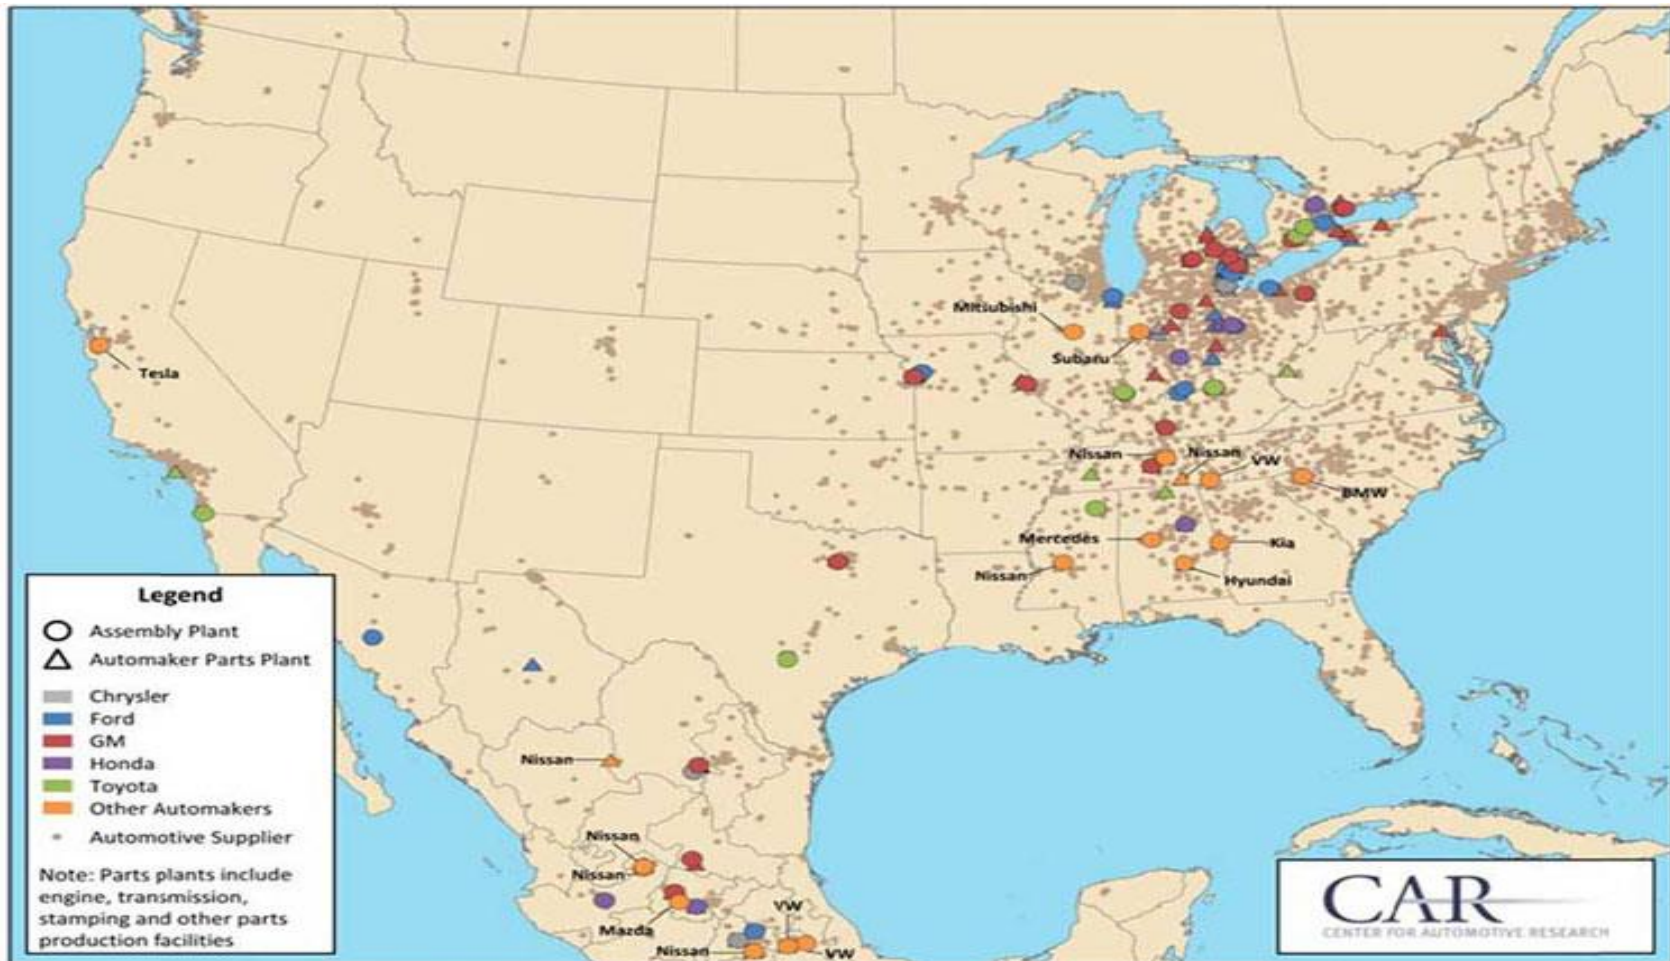 Mitsubishi
Subaru
Tesla
Nissan
Nissan
VW
BMW
Mercedes
Kia
Nissan
Hyundai
Legend
Assembly Plant
Automaker Parts Plant
Chrysler
Ford
GM
Honda
Toyota
Other Automakers
Automotive Supplier
Note: Parts plants include
engine, transmission,
stamping and other parts
production facilities
Nissan
Nissan
Nissan
Mazda
VW
Nissan
VW
CAR
CENTER FOR AUTOMOTIVE RESEARCH